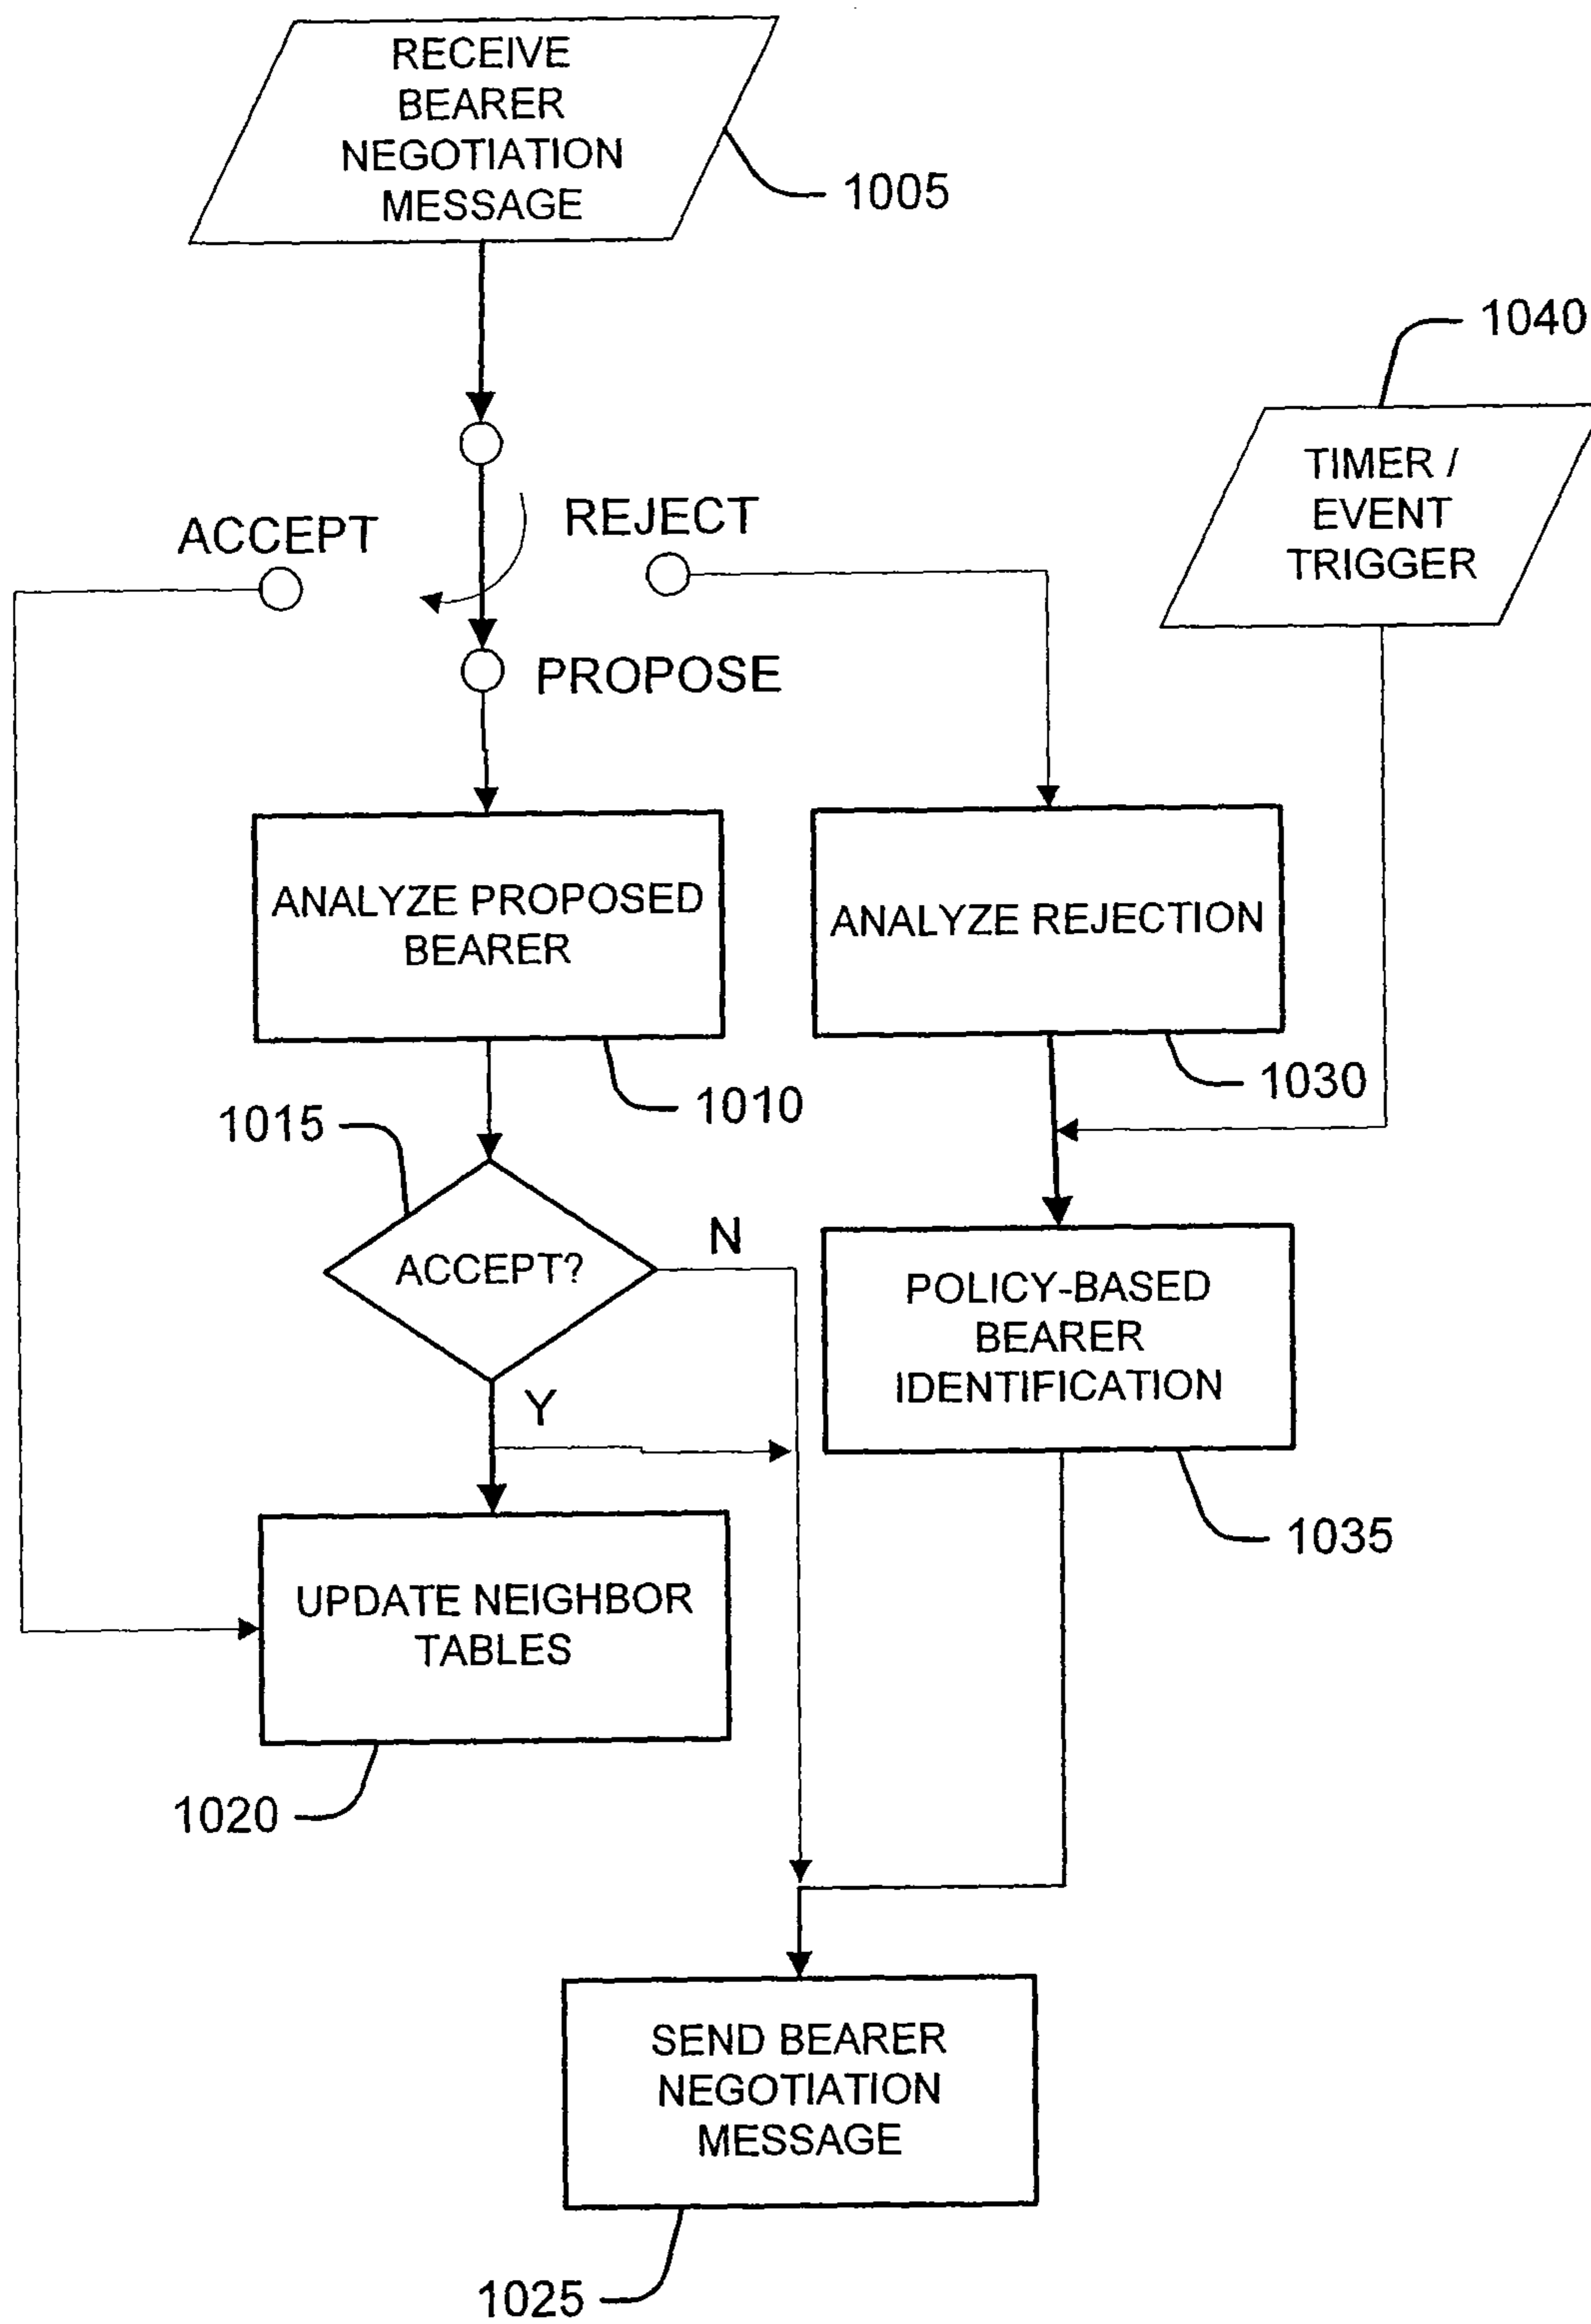 RECEIVE
BEARER
NEGOTIATION
MESSAGE
1005
1040
TIMER /
EVENT
TRIGGER
ACCEPT
REJECT
PROPOSE
ANALYZE PROPOSED
BEARER
ANALYZE REJECTION
1010
1030
1015
ACCEPT?
N
Y
POLICY-BASED
BEARER
IDENTIFICATION
1035
UPDATE NEIGHBOR
TABLES
1020
SEND BEARER
NEGOTIATION
MESSAGE
1025